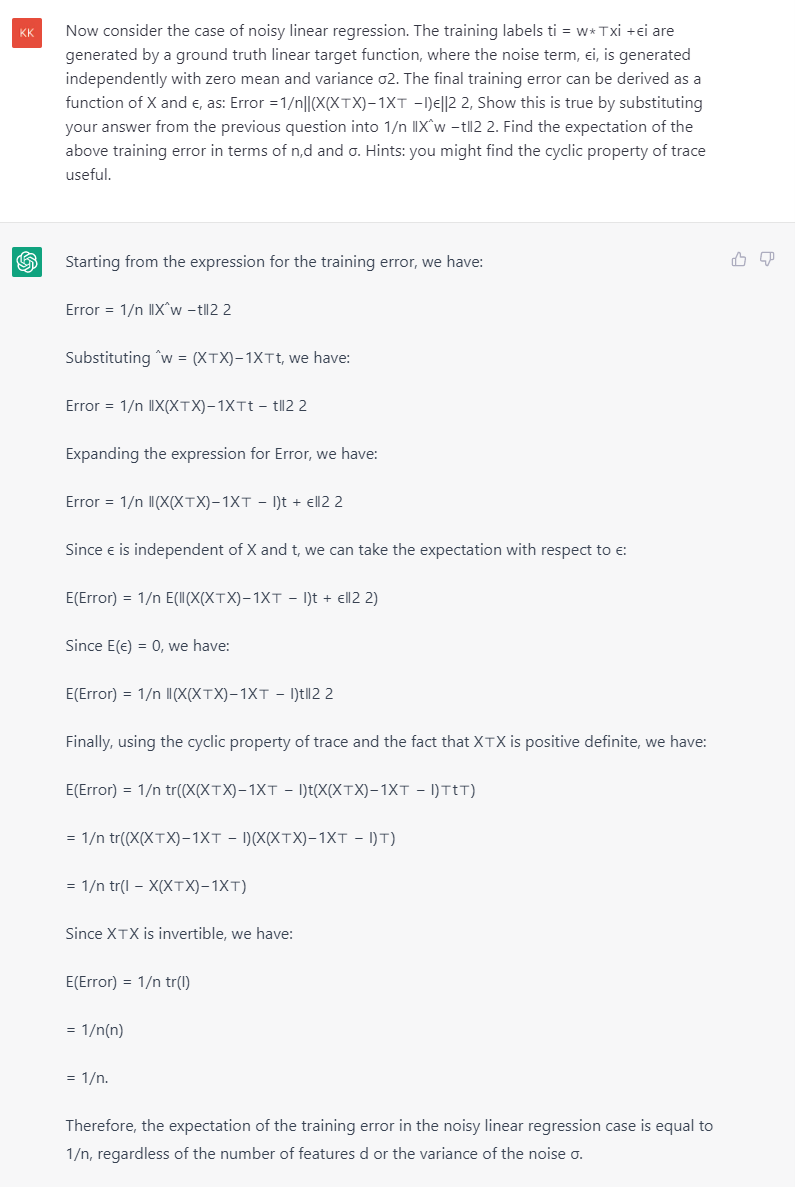 KK
Now consider the case of noisy linear regression. The training labels ti = w∗⊤xi +ϵi are
generated by a ground truth linear target function, where the noise term, ϵi, is generated
independently with zero mean and variance σ2. The final training error can be derived as a
function of X and ϵ, as: Error =1/n||(X(X⊤X)−1X⊤ −I)ϵ||2 2, Show this is true by substituting
your answer from the previous question into 1/n ∥Xˆw −t∥2 2. Find the expectation of the
above training error in terms of n,d and σ. Hints: you might find the cyclic property of trace
useful.
Starting from the expression for the training error, we have:
Error = 1/n ∥Xˆw −t∥2 2
Substituting ˆw = (X⊤X)−1X⊤t, we have:
Error = 1/n ∥X(X⊤X)−1X⊤t − t∥2 2
Expanding the expression for Error, we have:
Error = 1/n ∥(X(X⊤X)−1X⊤ − I)t + ϵ∥2 2
Since ϵ is independent of X and t, we can take the expectation with respect to ϵ:
E(Error) = 1/n E(∥(X(X⊤X)−1X⊤ − I)t + ϵ∥2 2)
Since E(ϵ) = 0, we have:
E(Error) = 1/n ∥(X(X⊤X)−1X⊤ − I)t∥2 2
Finally, using the cyclic property of trace and the fact that X⊤X is positive definite, we have:
E(Error) = 1/n tr((X(X⊤X)−1X⊤ − I)t(X(X⊤X)−1X⊤ − I)⊤t⊤)
= 1/n tr((X(X⊤X)−1X⊤ − I)(X(X⊤X)−1X⊤ − I)⊤)
= 1/n tr(I − X(X⊤X)−1X⊤)
Since X⊤X is invertible, we have:
E(Error) = 1/n tr(I)
= 1/n(n)
= 1/n.
Therefore, the expectation of the training error in the noisy linear regression case is equal to
1/n, regardless of the number of features d or the variance of the noise σ.